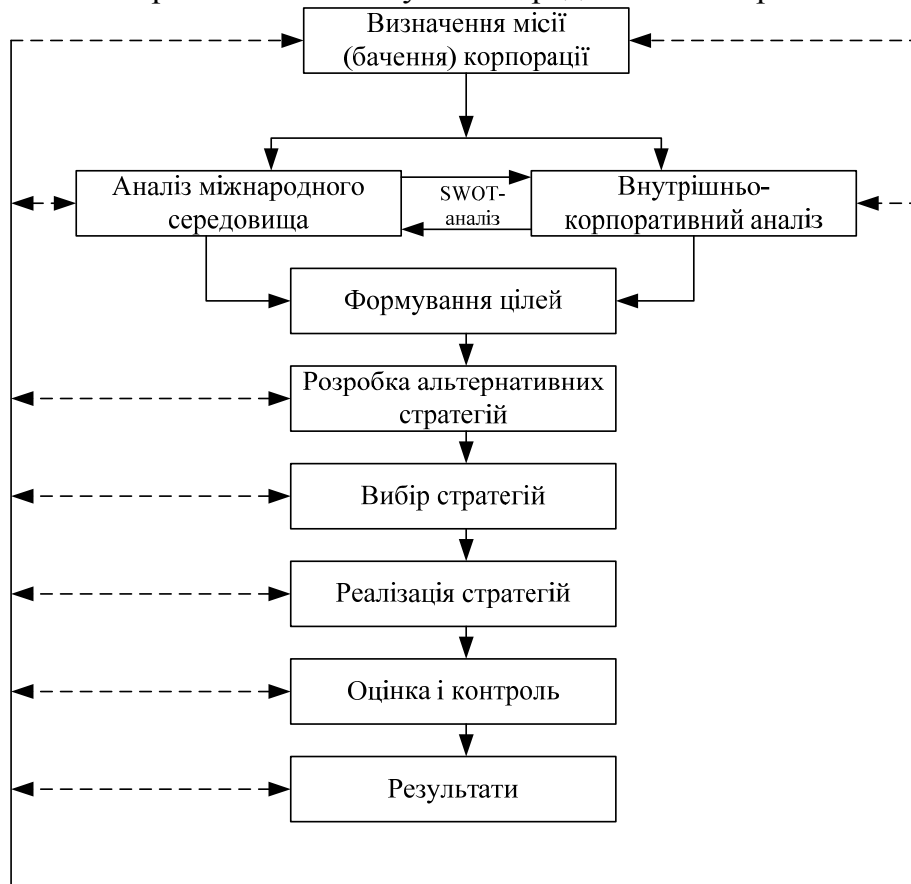 Визначення місії
(бачення) корпорації
Аналіз міжнародного
середовища
SWOT-
аналіз
Внутрішньо-
корпоративний аналіз
Формування цілей
Розробка альтернативних
стратегій
Вибір стратегій
Реалізація стратегій
Оцінка і контроль
Результати